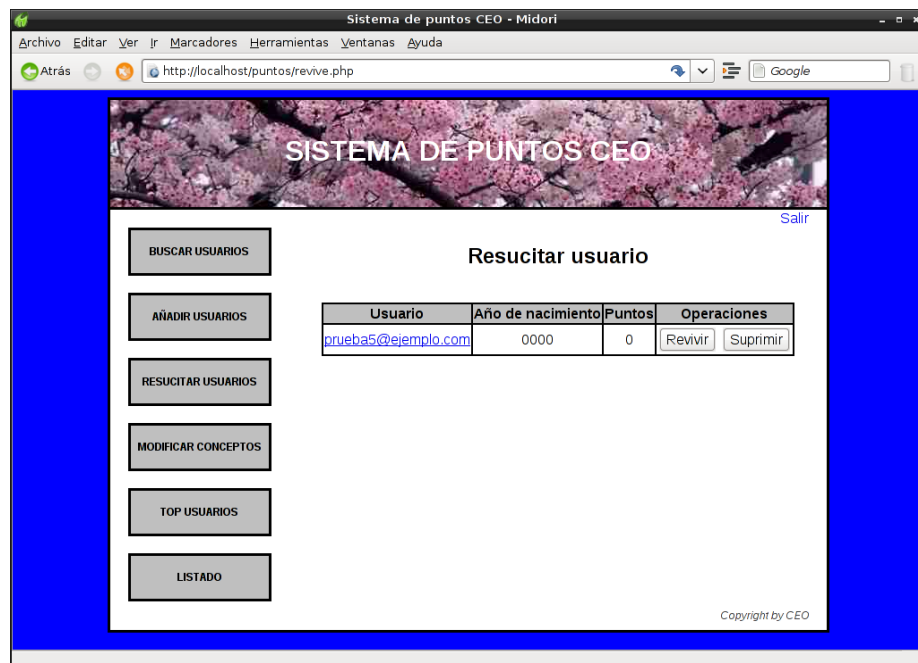 Sistema de puntos CEO - Midori
Archivo Editar Ver Ir Marcadores Herramientas Ventanas Ayuda
Atrás http://localhost/puntos/revive.php Google
SISTEMA DE PUNTOS CEO
Salir
BUSCAR USUARIOS
AÑADIR USUARIOS
RESUCITAR USUARIOS
MODIFICAR CONCEPTOS
TOP USUARIOS
LISTADO
Resucitar usuario
Usuario Año de nacimiento Puntos Operaciones
prueba5@ejemplo.com 0000 0 Revivir Suprimir
Copyright by CEO